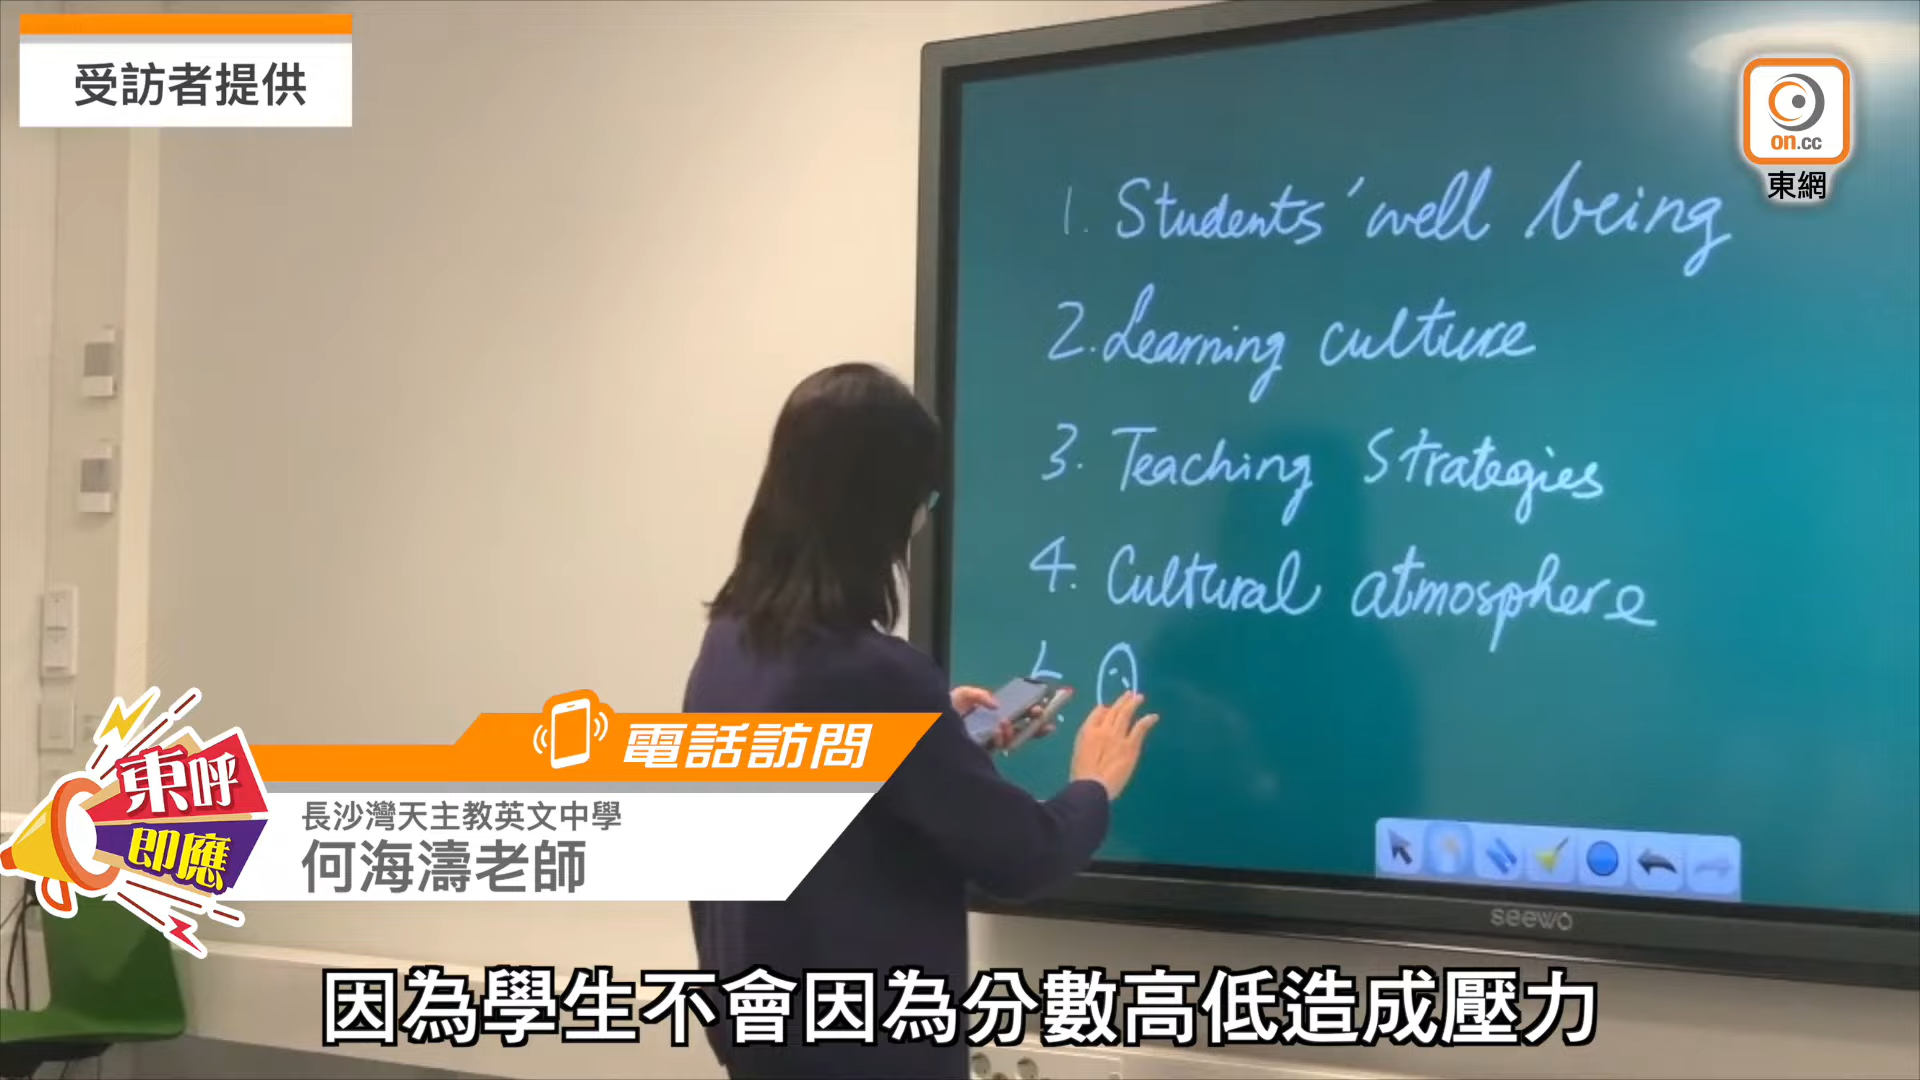 受訪者提供
on.cc
東網
1. Students' well being
2. Learning culture
3. Teaching Strategies
4. Cultural atmosphere
電話訪問
東呼
即應
長沙灣天主教英文中學
何海濤老師
seewo
因為學生不會因為分數高低造成壓力